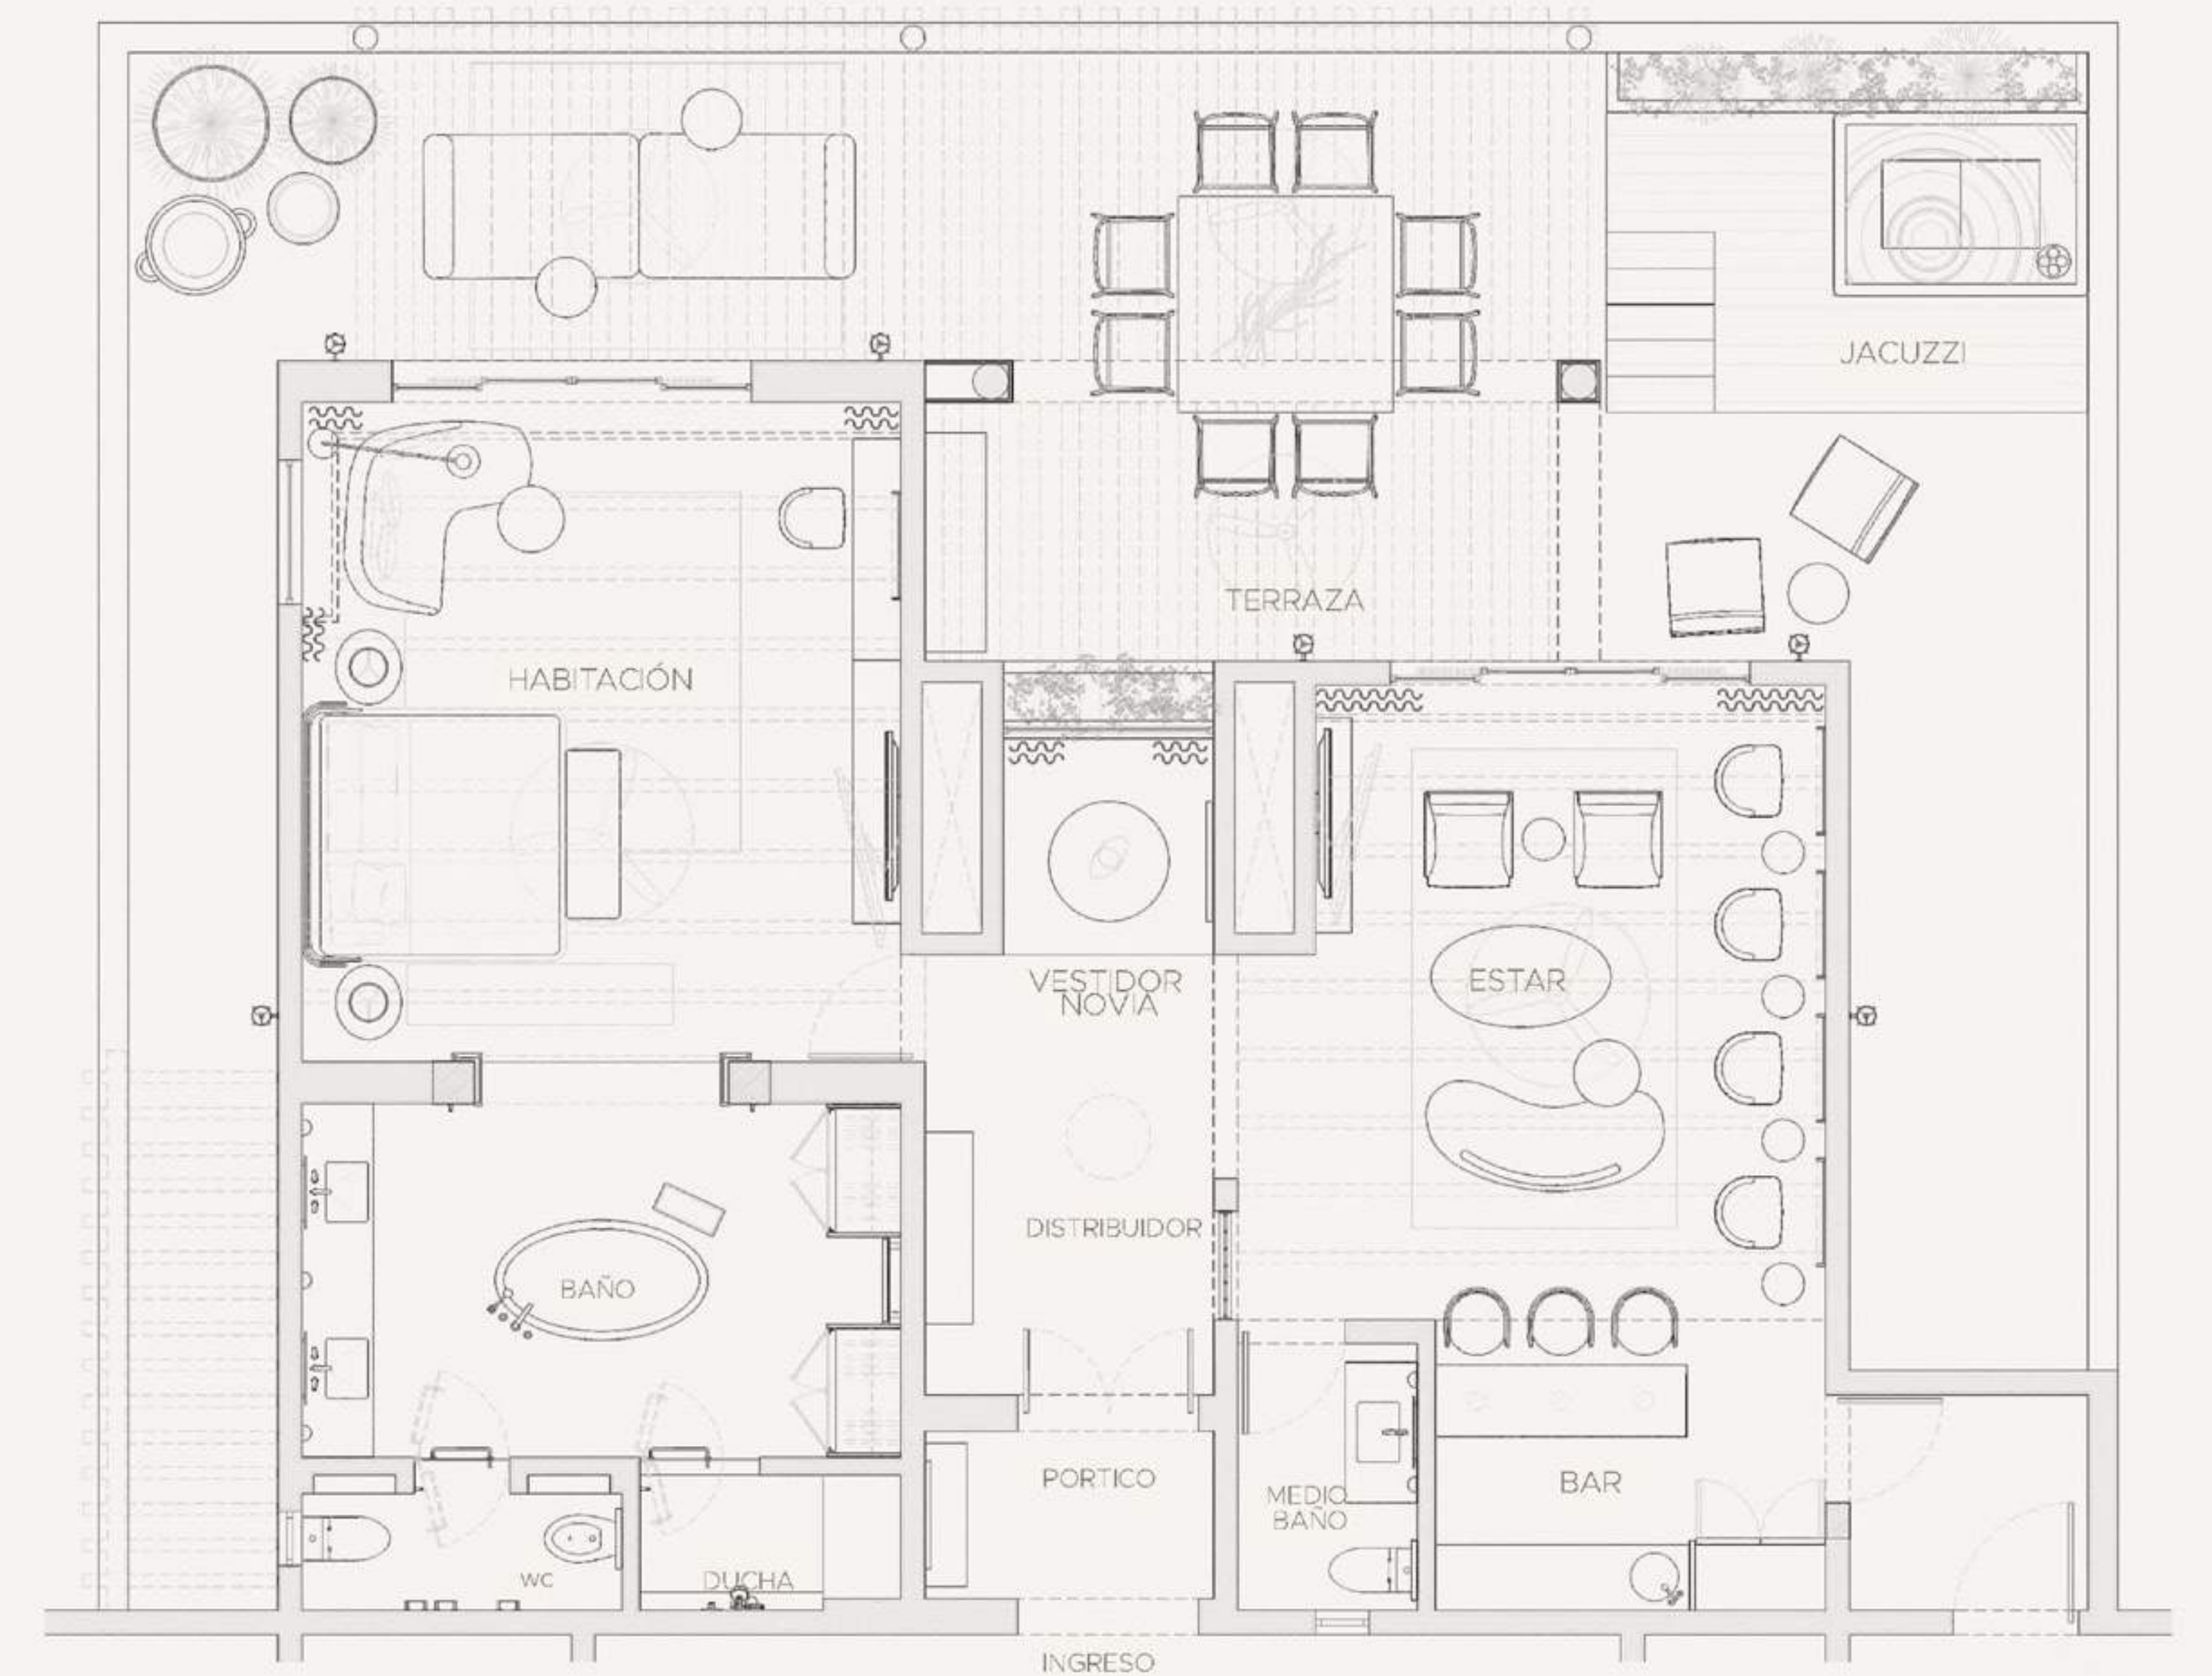 JACUZZI
TERRAZA
HABITACIÓN
VESTIDOR
NOVIA
ESTAR
DISTRIBUIDOR
BAÑO
PORTICO
BAR
MEDIO
BAÑO
WC
DUCHA
INGRESO